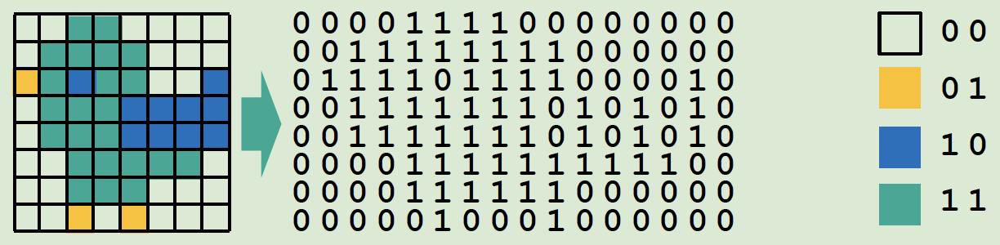 0 0 0 0 1 1 1 1 0 0 0 0 0 0 0 0
0 0 1 1 1 1 1 1 1 1 0 0 0 0 0 0
0 1 1 1 1 0 1 1 1 1 0 0 0 0 1 0
0 0 1 1 1 1 1 1 1 0 1 0 1 0 1 0
0 0 1 1 1 1 1 1 1 0 1 0 1 0 1 0
0 0 0 0 1 1 1 1 1 1 1 1 1 1 0 0
0 0 0 0 1 1 1 1 1 1 0 0 0 0 0 0
0 0 0 0 0 1 0 0 0 1 0 0 0 0 0 0
0 0
0 1
1 0
1 1